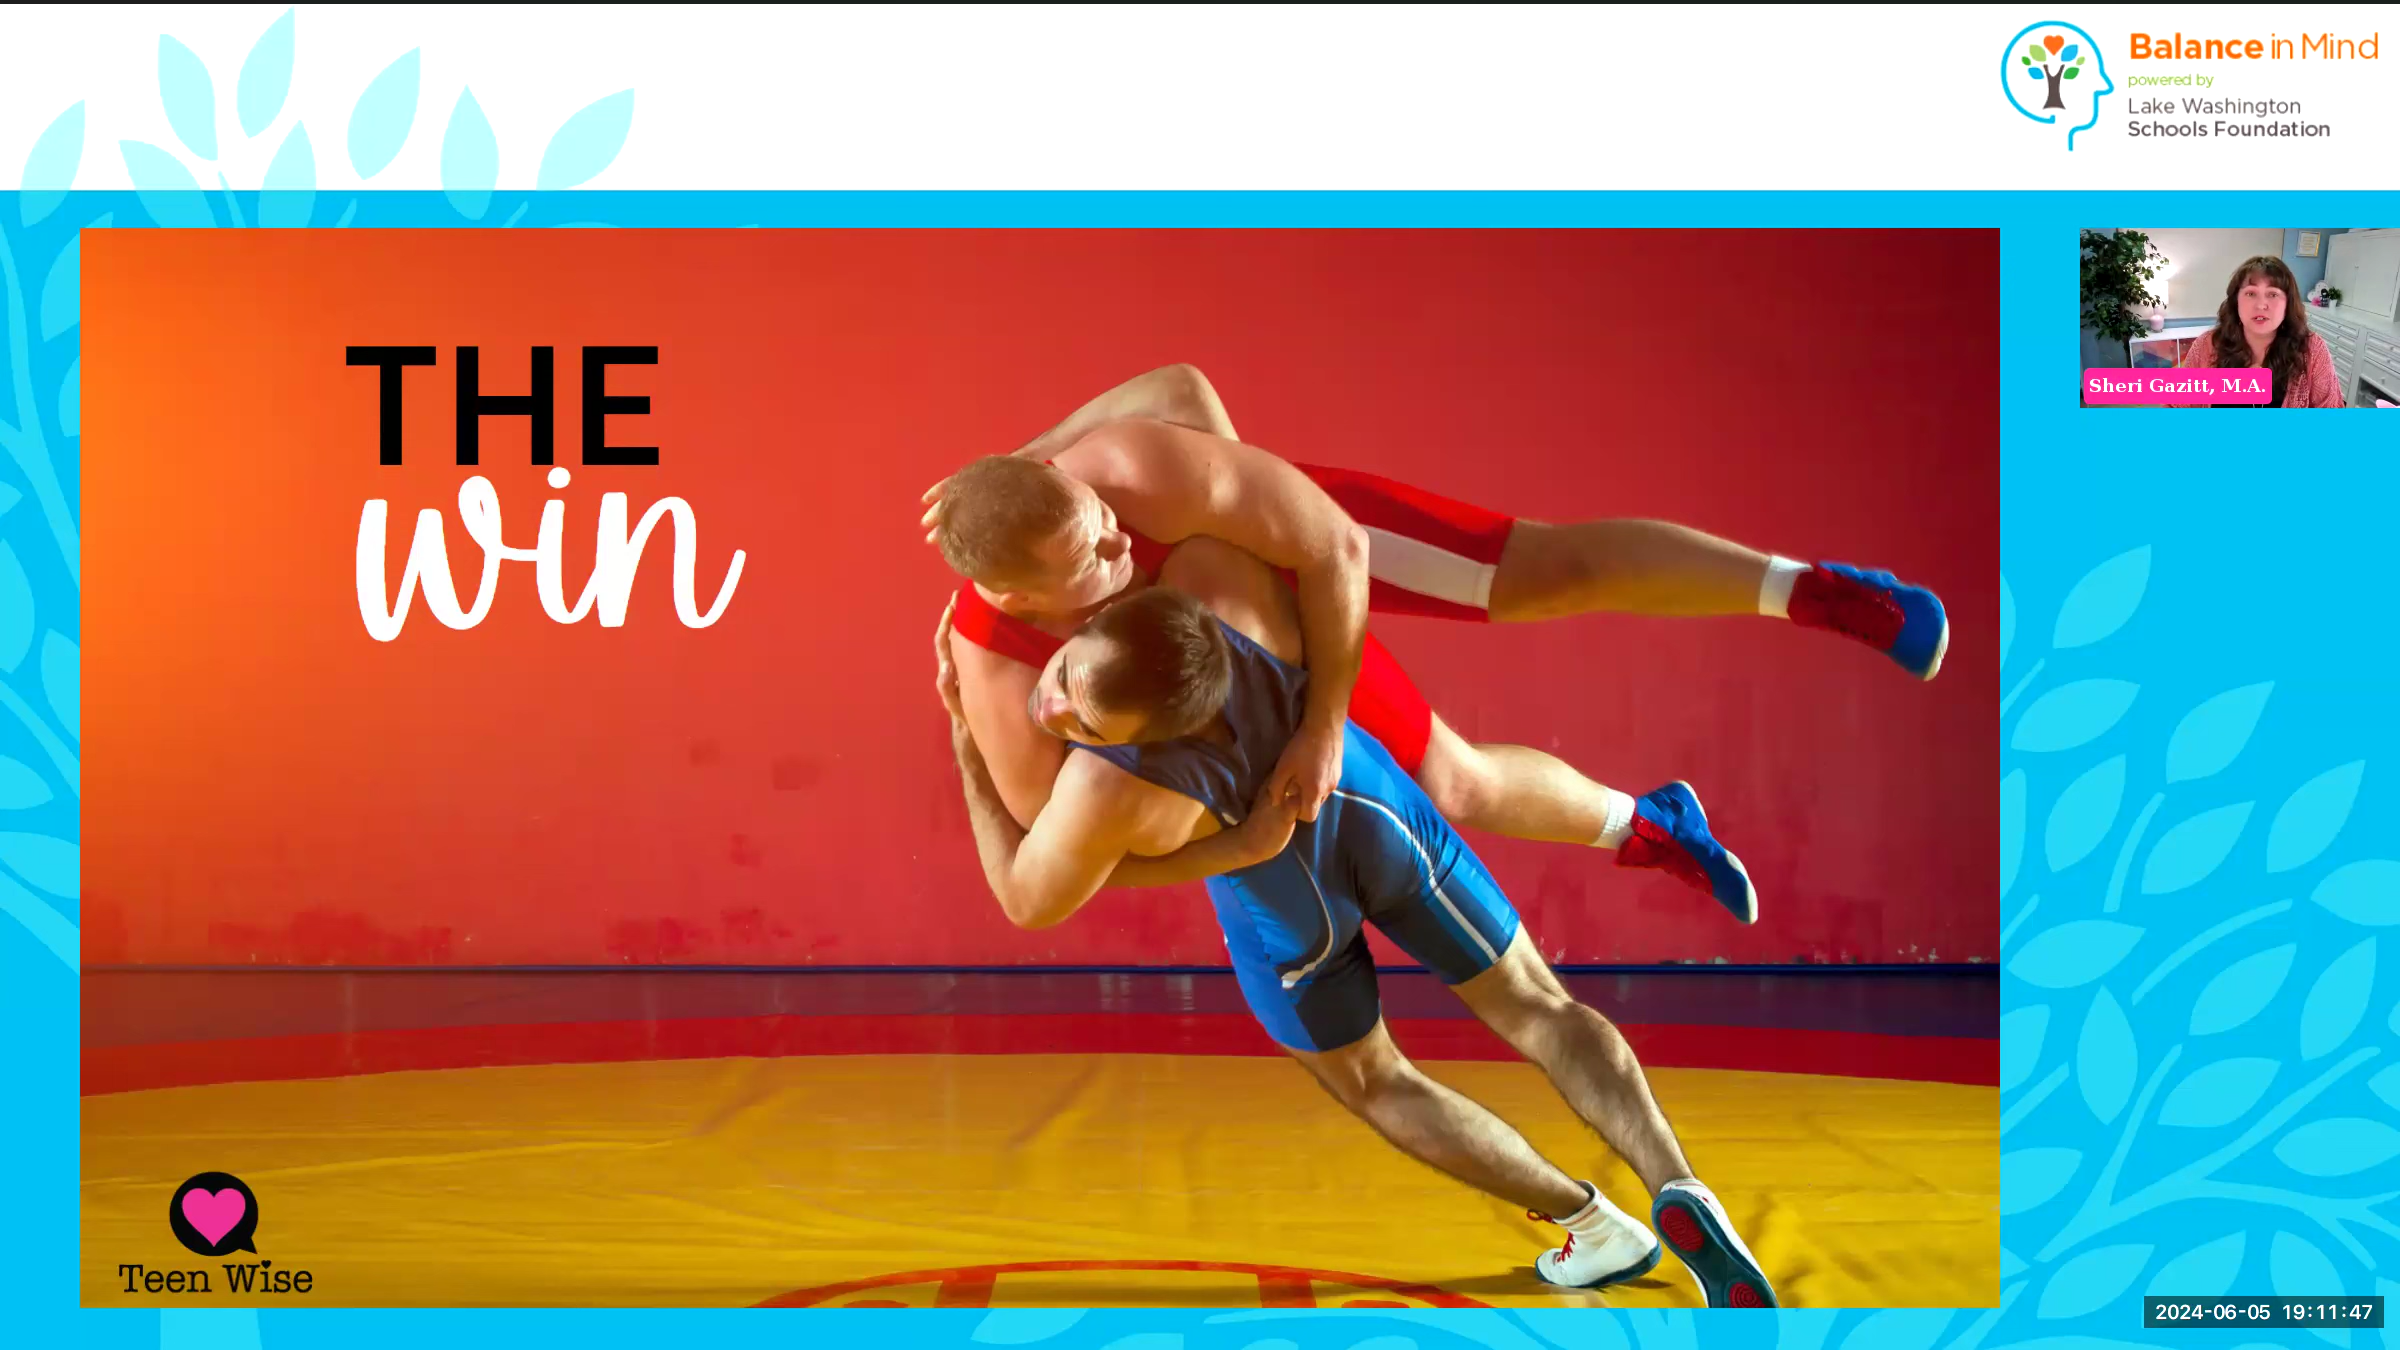 Balance in Mind
powered by
Lake Washington
Schools Foundation
THE
win
Sheri Gazitt, M.A.
Teen Wise
2024-06-05 19:11:47